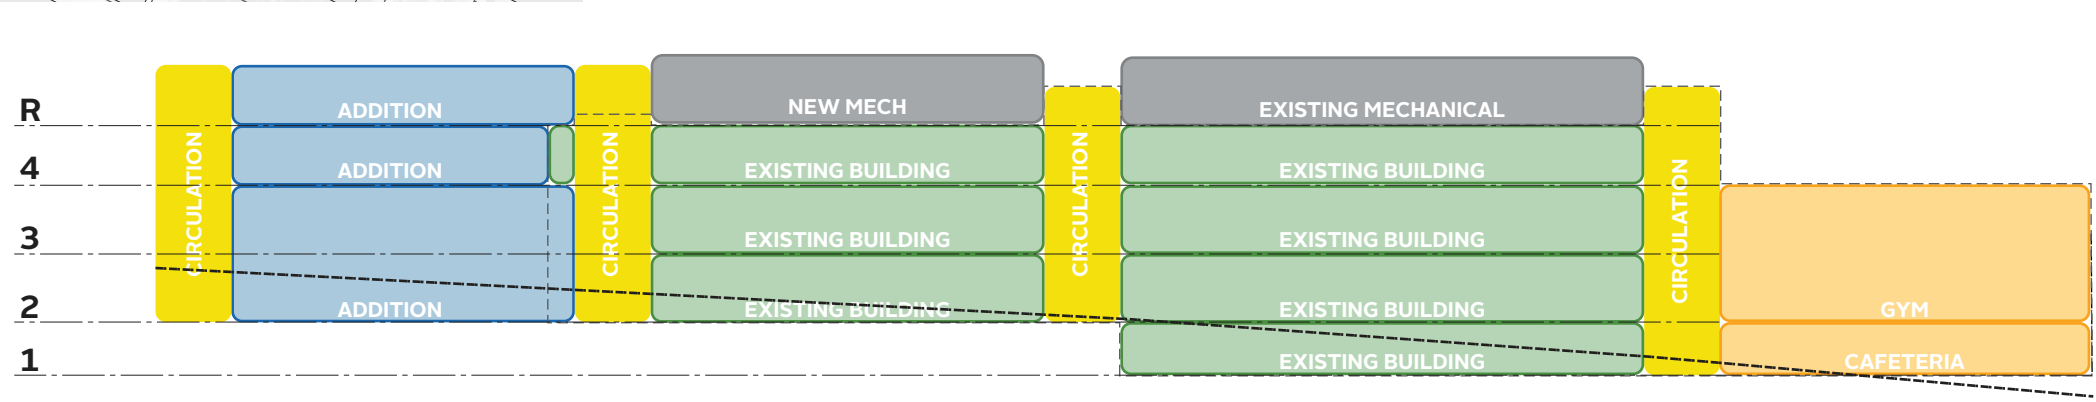 R
ADDITION
NEW MECH
EXISTING MECHANICAL
CIRCULATION
CIRCULATION
CIRCULATION
CIRCULATION
4
ADDITION
EXISTING BUILDING
EXISTING BUILDING
3
EXISTING BUILDING
EXISTING BUILDING
2
ADDITION
EXISTING BUILDING
EXISTING BUILDING
GYM
1
EXISTING BUILDING
CAFETERIA